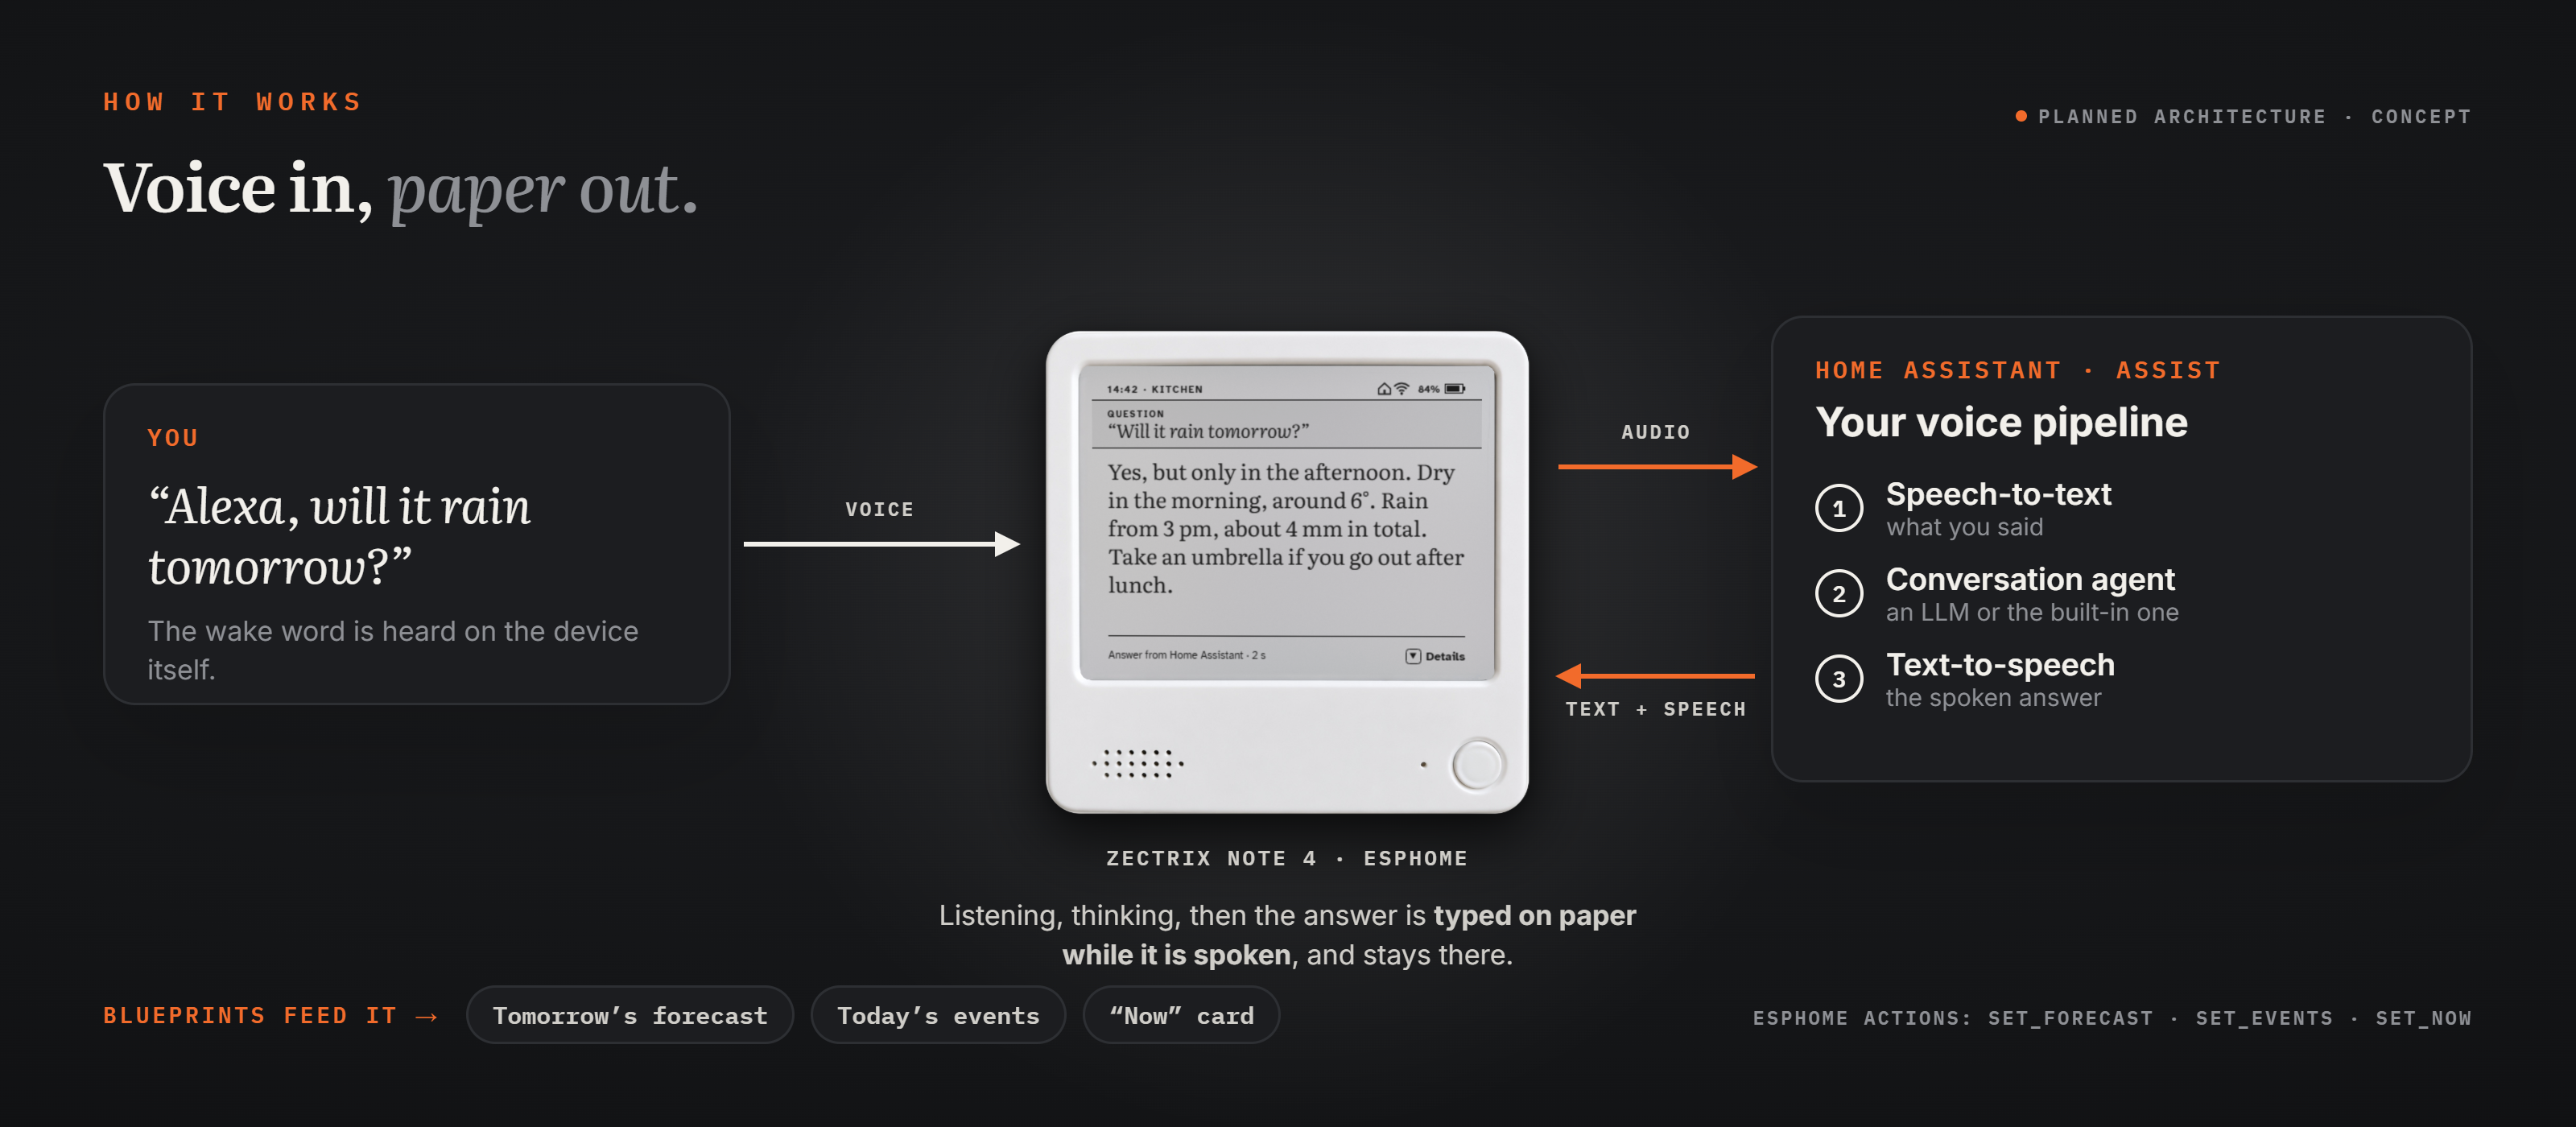 HOW IT WORKS
PLANNED ARCHITECTURE · CONCEPT
Voice in, paper out.
YOU
“Alexa, will it rain
tomorrow?”
The wake word is heard on the device
itself.
VOICE
14:42 · KITCHEN
84%
QUESTION
“Will it rain tomorrow?”
Yes, but only in the afternoon. Dry
in the morning, around 6°. Rain
from 3 pm, about 4 mm in total.
Take an umbrella if you go out after
lunch.
Answer from Home Assistant · 2 s
Details
AUDIO
TEXT + SPEECH
HOME ASSISTANT · ASSIST
Your voice pipeline
1 Speech-to-text
what you said
2 Conversation agent
an LLM or the built-in one
3 Text-to-speech
the spoken answer
ZECTRIX NOTE 4 · ESPHOME
Listening, thinking, then the answer is typed on paper
while it is spoken, and stays there.
BLUEPRINTS FEED IT →
Tomorrow’s forecast
Today’s events
“Now” card
ESPHOME ACTIONS: SET_FORECAST · SET_EVENTS · SET_NOW